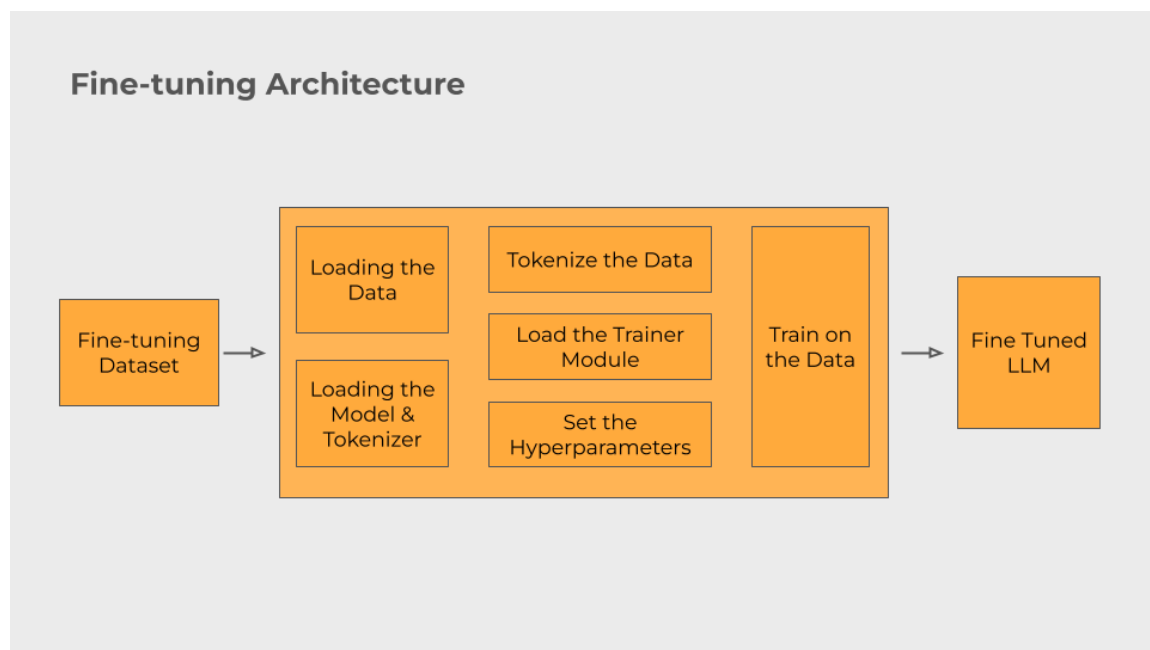 Fine-tuning Architecture
Fine-tuning
Dataset
Loading the
Data
Loading the
Model &
Tokenizer
Tokenize the Data
Load the Trainer
Module
Set the
Hyperparameters
Train on
the Data
Fine Tuned
LLM